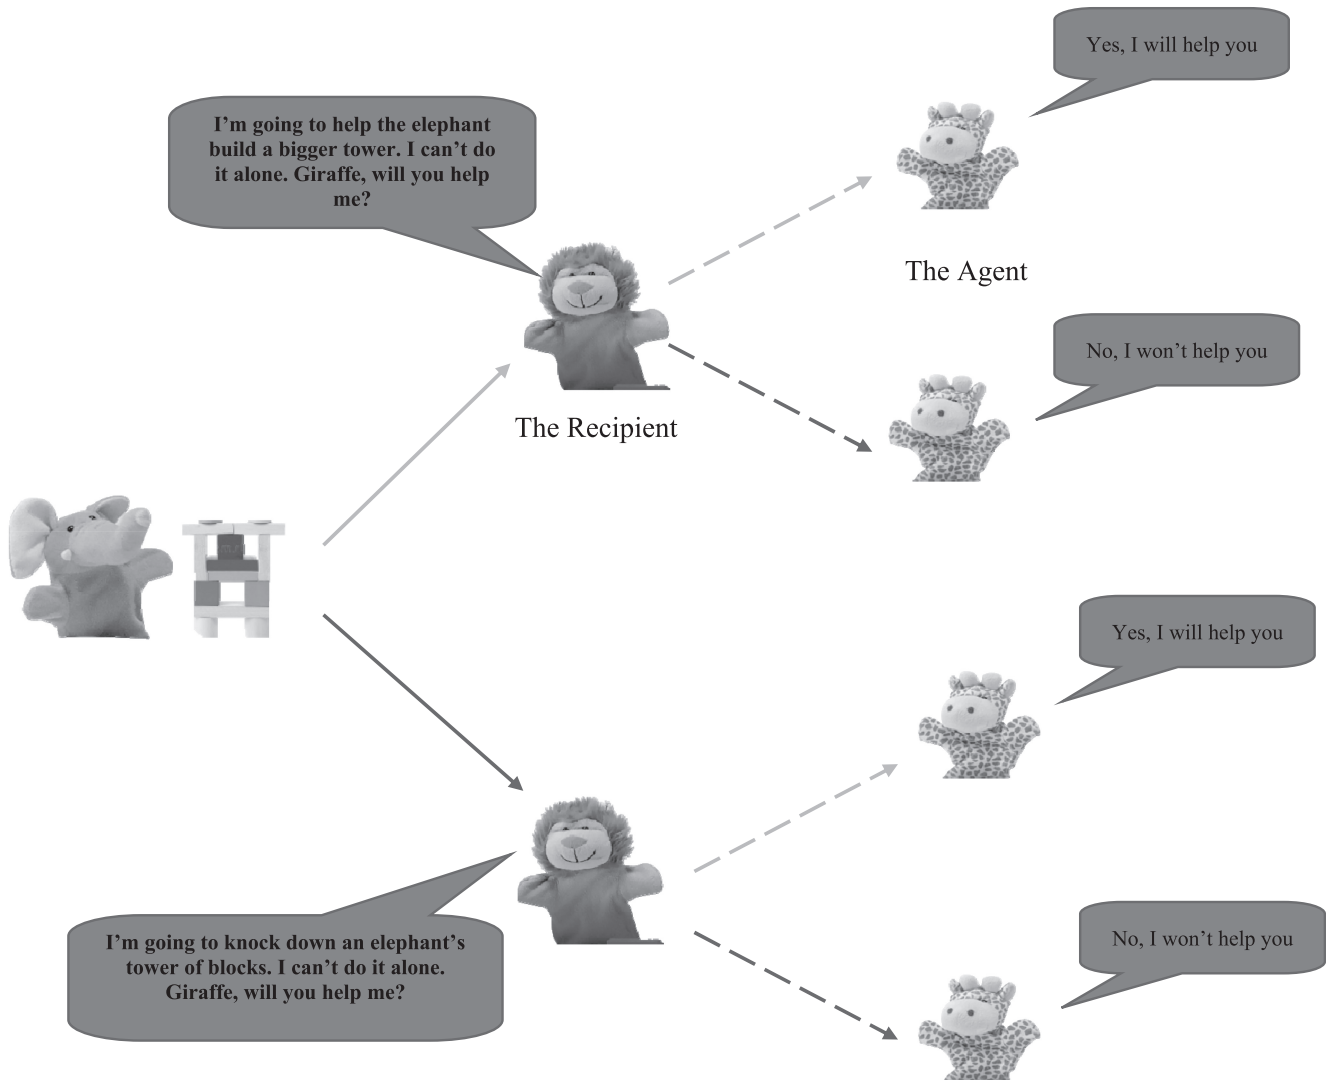 Yes, I will help you
I’m going to help the elephant
build a bigger tower. I can’t do
it alone. Giraffe, will you help
me?
The Agent
No, I won’t help you
The Recipient
Yes, I will help you
I’m going to knock down an elephant’s
tower of blocks. I can’t do it alone.
Giraffe, will you help me?
No, I won’t help you